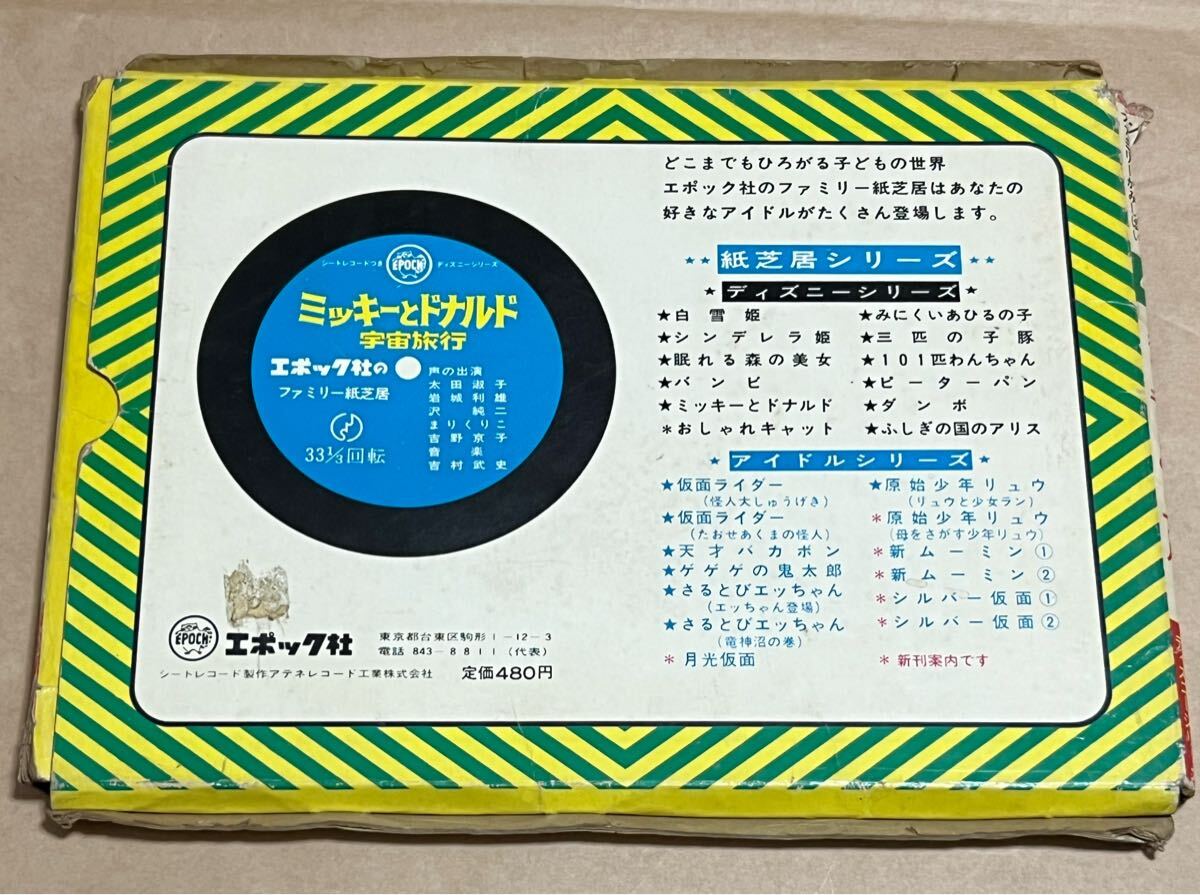 シートレコードつき
EPOCH
ディズニーシリーズ
ミッキーとドナルド
宇宙旅行
エポック社の
ファミリー紙芝居
33⅓回転
声の出演
太田淑子
岩城利雄
沢純二
まりくりこ
吉野京子
音楽
吉村武史
EPOCH
エポック社
東京都台東区駒形1-12-3
電話 843-8811(代表)
シートレコード製作アテネレコード工業株式会社
定価480円
どこまでもひろがる子どもの世界
エポック社のファミリー紙芝居はあなたの
好きなアイドルがたくさん登場します。
★★ 紙芝居シリーズ ★★
★ ディズニーシリーズ ★
★白雪姫
★シンデレラ姫
★眠れる森の美女
★バンビ
★ミッキーとドナルド
*おしゃれキャット
★みにくいあひるの子
★三匹の子豚
★101匹わんちゃん
★ピーターパン
★ダンボ
★ふしぎの国のアリス
★ アイドルシリーズ ★
★仮面ライダー
(怪人大しゅうげき)
★仮面ライダー
(たおせあくまの怪人)
★天才バカボン
★ゲゲゲの鬼太郎
★さるとびエッちゃん
(エッちゃん登場)
★さるとびエッちゃん
(竜神沼の巻)
*月光仮面
★原始少年リュウ
(リュウと少女ラン)
*原始少年リュウ
(母をさがす少年リュウ)
*新ムーミン①
*新ムーミン②
*シルバー仮面①
*シルバー仮面②
*新刊案内です